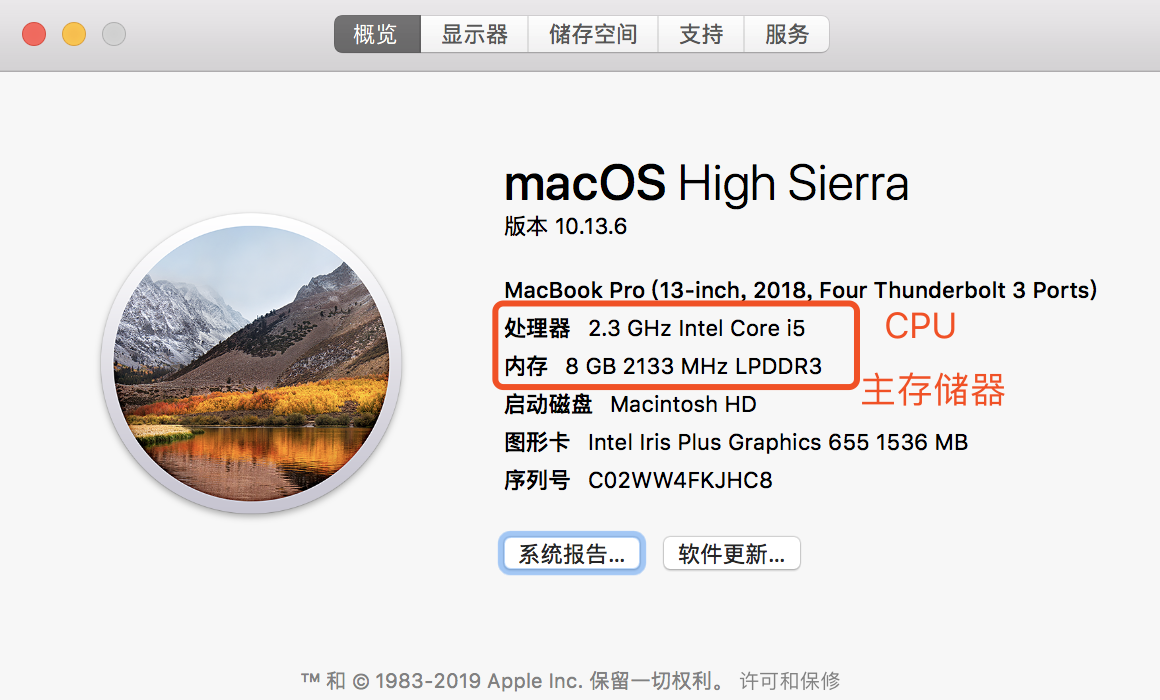 概览 显示器 储存空间 支持 服务
macOS High Sierra
版本 10.13.6
MacBook Pro (13-inch, 2018, Four Thunderbolt 3 Ports)
处理器 2.3 GHz Intel Core i5 CPU
内存 8 GB 2133 MHz LPDDR3 主存储器
启动磁盘 Macintosh HD
图形卡 Intel Iris Plus Graphics 655 1536 MB
序列号 C02WW4FKJHC8
系统报告... 软件更新...
™ 和 © 1983-2019 Apple Inc. 保留一切权利。 许可和保修